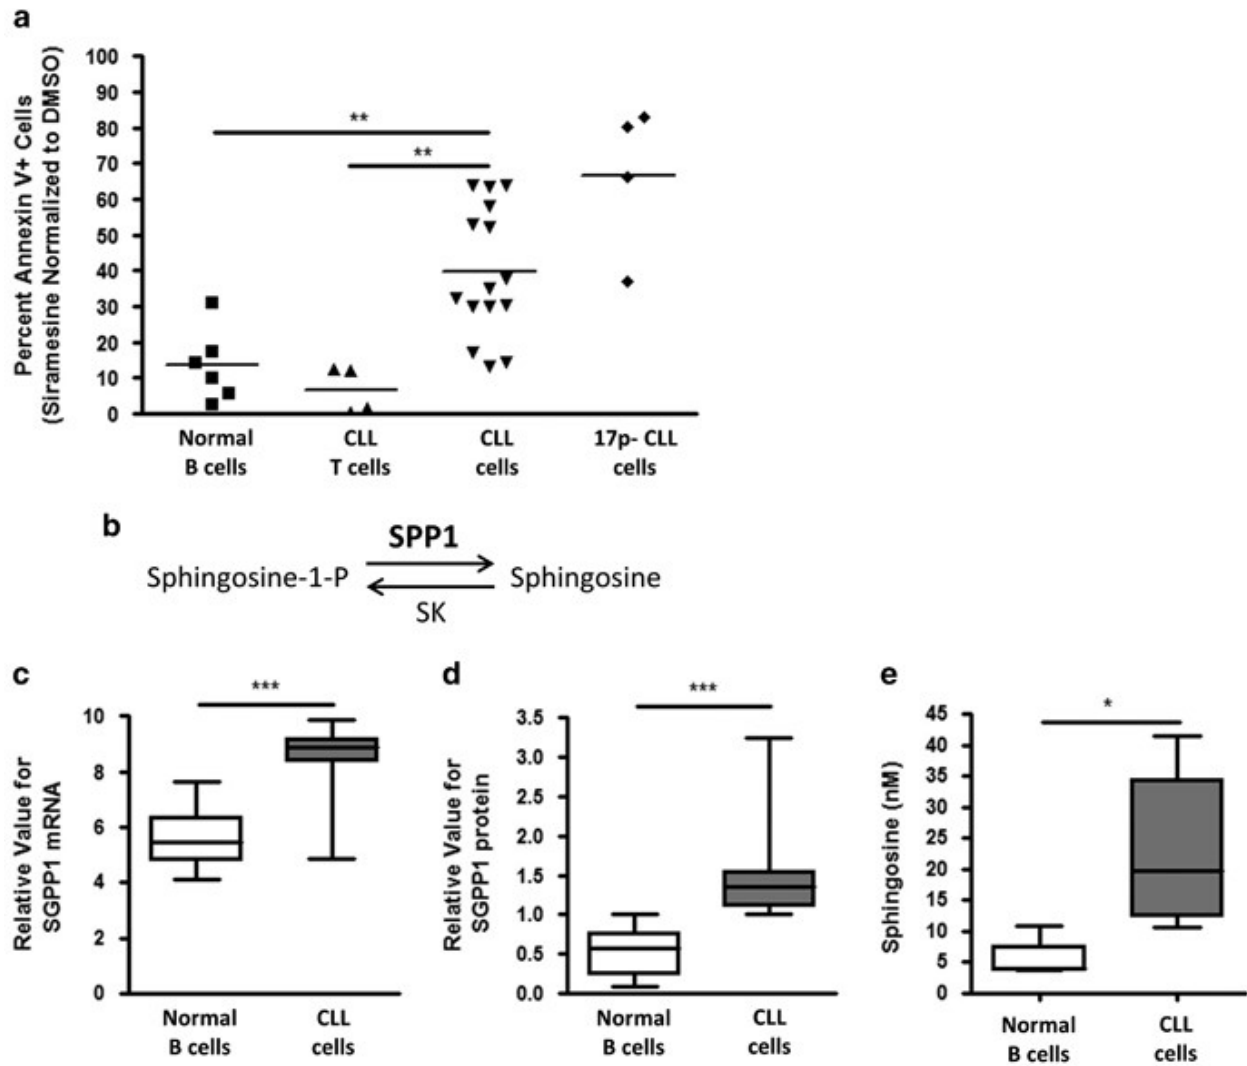 a
Percent Annexin V+ Cells
(Siramesine Normalized to DMSO)
100
90
80
70
60
50
40
30
20
10
0
**
**
Normal
B cells
CLL
T cells
CLL
cells
17p- CLL
cells
b
SPP1
Sphingosine-1-P
Sphingosine
SK
c
Relative Value for
SGPP1 mRNA
10
8
6
4
2
0
***
Normal
B cells
CLL
cells
d
Relative Value for
SGPP1 protein
3.5
3.0
2.5
2.0
1.5
1.0
0.5
0.0
***
Normal
B cells
CLL
cells
e
Sphingosine (nM)
45
40
35
30
25
20
15
10
5
0
*
Normal
B cells
CLL
cells